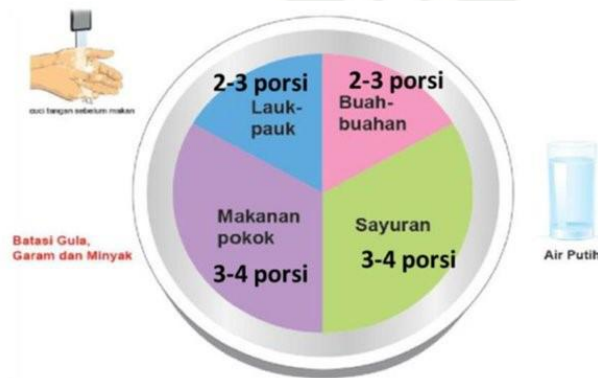 cuci tangan sebelum makan
2-3 porsi
Lauk-
pauk
2-3 porsi
Buah-
buahan
Makanan
pokok
3-4 porsi
Sayuran
3-4 porsi
Batasi Gula,
Garam dan Minyak
Air Putih